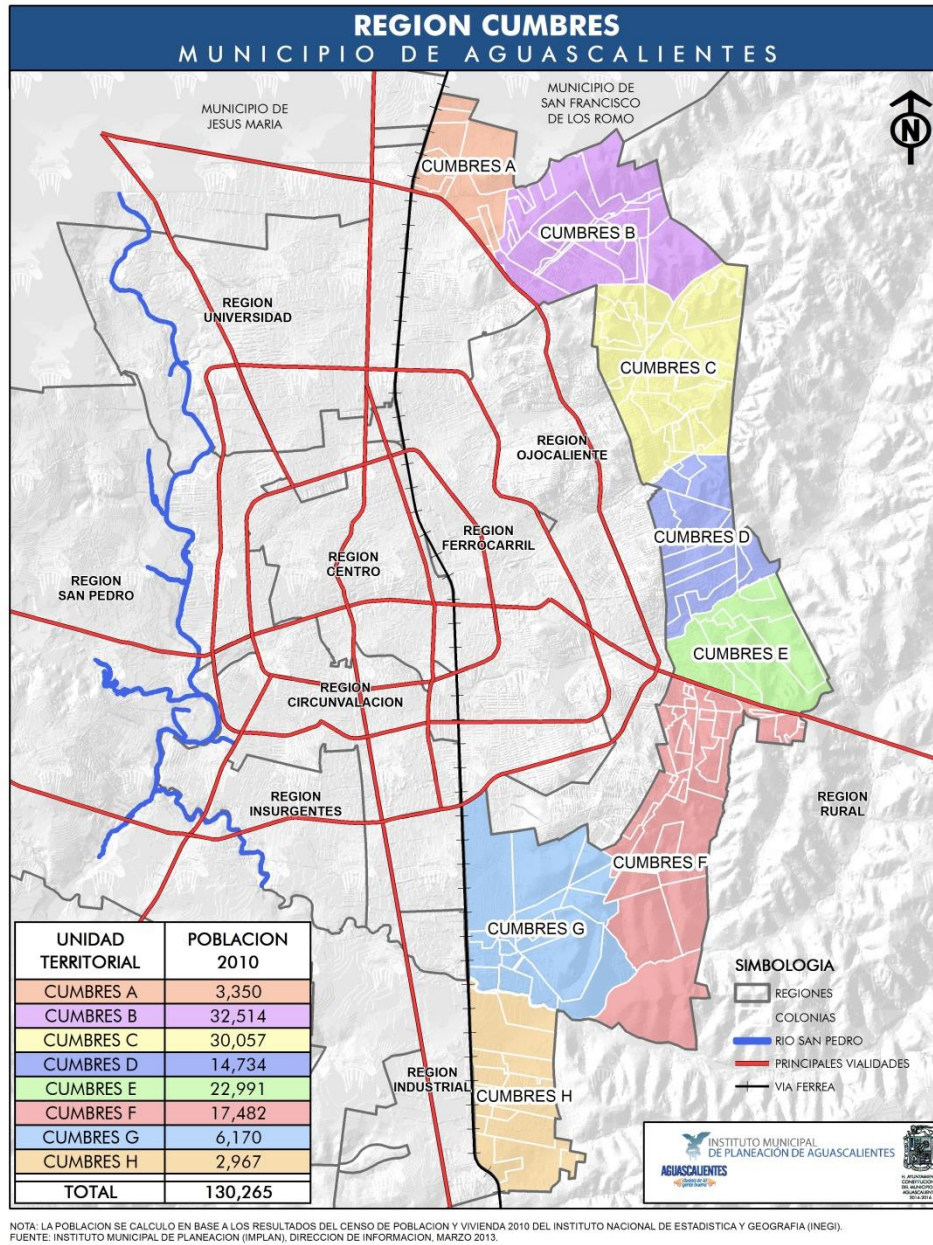 REGION CUMBRES
MUNICIPIO DE AGUASCALIENTES
MUNICIPIO DE
JESUS MARIA
MUNICIPIO DE
SAN FRANCISCO
DE LOS ROMO
N
CUMBRES A
CUMBRES B
REGION
UNIVERSIDAD
CUMBRES C
REGION
OJOCALIENTE
REGION
FERROCARRIL
CUMBRES D
REGION
CENTRO
REGION
SAN PEDRO
CUMBRES E
REGION
CIRCUNVALACION
REGION
INSURGENTES
REGION
RURAL
CUMBRES F
CUMBRES G
REGION
INDUSTRIAL
CUMBRES H
UNIDAD TERRITORIAL POBLACION 2010
CUMBRES A 3,350
CUMBRES B 32,514
CUMBRES C 30,057
CUMBRES D 14,734
CUMBRES E 22,991
CUMBRES F 17,482
CUMBRES G 6,170
CUMBRES H 2,967
TOTAL 130,265
SIMBOLOGIA
REGIONES
COLONIAS
RIO SAN PEDRO
PRINCIPALES VIALIDADES
VIA FERREA
INSTITUTO MUNICIPAL
DE PLANEACIÓN DE AGUASCALIENTES
AGUASCALIENTES
H. AYUNTAMIENTO
CONSTITUCIONAL
DEL MUNICIPIO
AGUASCALIENTES
NOTA: LA POBLACION SE CALCULO EN BASE A LOS RESULTADOS DEL CENSO DE POBLACION Y VIVIENDA 2010 DEL INSTITUTO NACIONAL DE ESTADISTICA Y GEOGRAFIA (INEGI).
FUENTE: INSTITUTO MUNICIPAL DE PLANEACION (IMPLAN), DIRECCION DE INFORMACION, MARZO 2013.